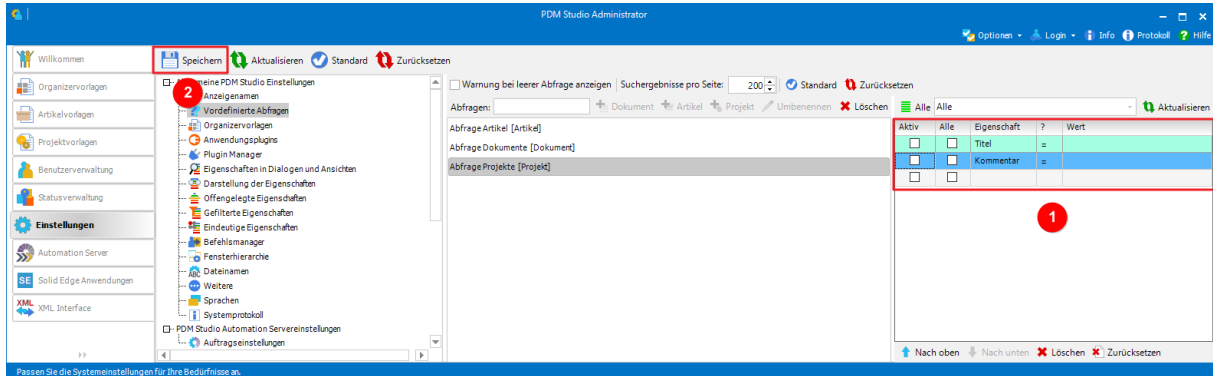 PDM Studio Administrator
Optionen Login Info Protokoll Hilfe
Willkommen
Organizervorlagen
Artikelvorlagen
Projektvorlagen
Benutzerverwaltung
Statusverwaltung
Einstellungen
Automation Server
SE Solid Edge Anwendungen
XML XML Interface
Speichern Aktualisieren Standard Zurücksetzen
2
meine PDM Studio Einstellungen
Anzeigenamen
Vordefinierte Abfragen
Organizervorlagen
Anwendungsplugins
Plugin Manager
Eigenschaften in Dialogen und Ansichten
Darstellung der Eigenschaften
Offengelegte Eigenschaften
Gefilterte Eigenschaften
Eindeutige Eigenschaften
Befehlsmanager
Fensterhierarchie
ABC Dateinamen
Weitere
Sprachen
Systemprotokoll
PDM Studio Automation Servereinstellungen
Auftragseinstellungen
Warnung bei leerer Abfrage anzeigen Suchergebnisse pro Seite: 200 Standard Zurücksetzen
Abfragen: Dokument Artikel Projekt Umbenennen Löschen
Abfrage Artikel [Artikel]
Abfrage Dokumente [Dokument]
Abfrage Projekte [Projekt]
Alle Alle Aktualisieren
Aktiv Alle Eigenschaft ? Wert
Titel =
Kommentar =
1
Nach oben Nach unten Löschen Zurücksetzen
Passen Sie die Systemeinstellungen für Ihre Bedürfnisse an.